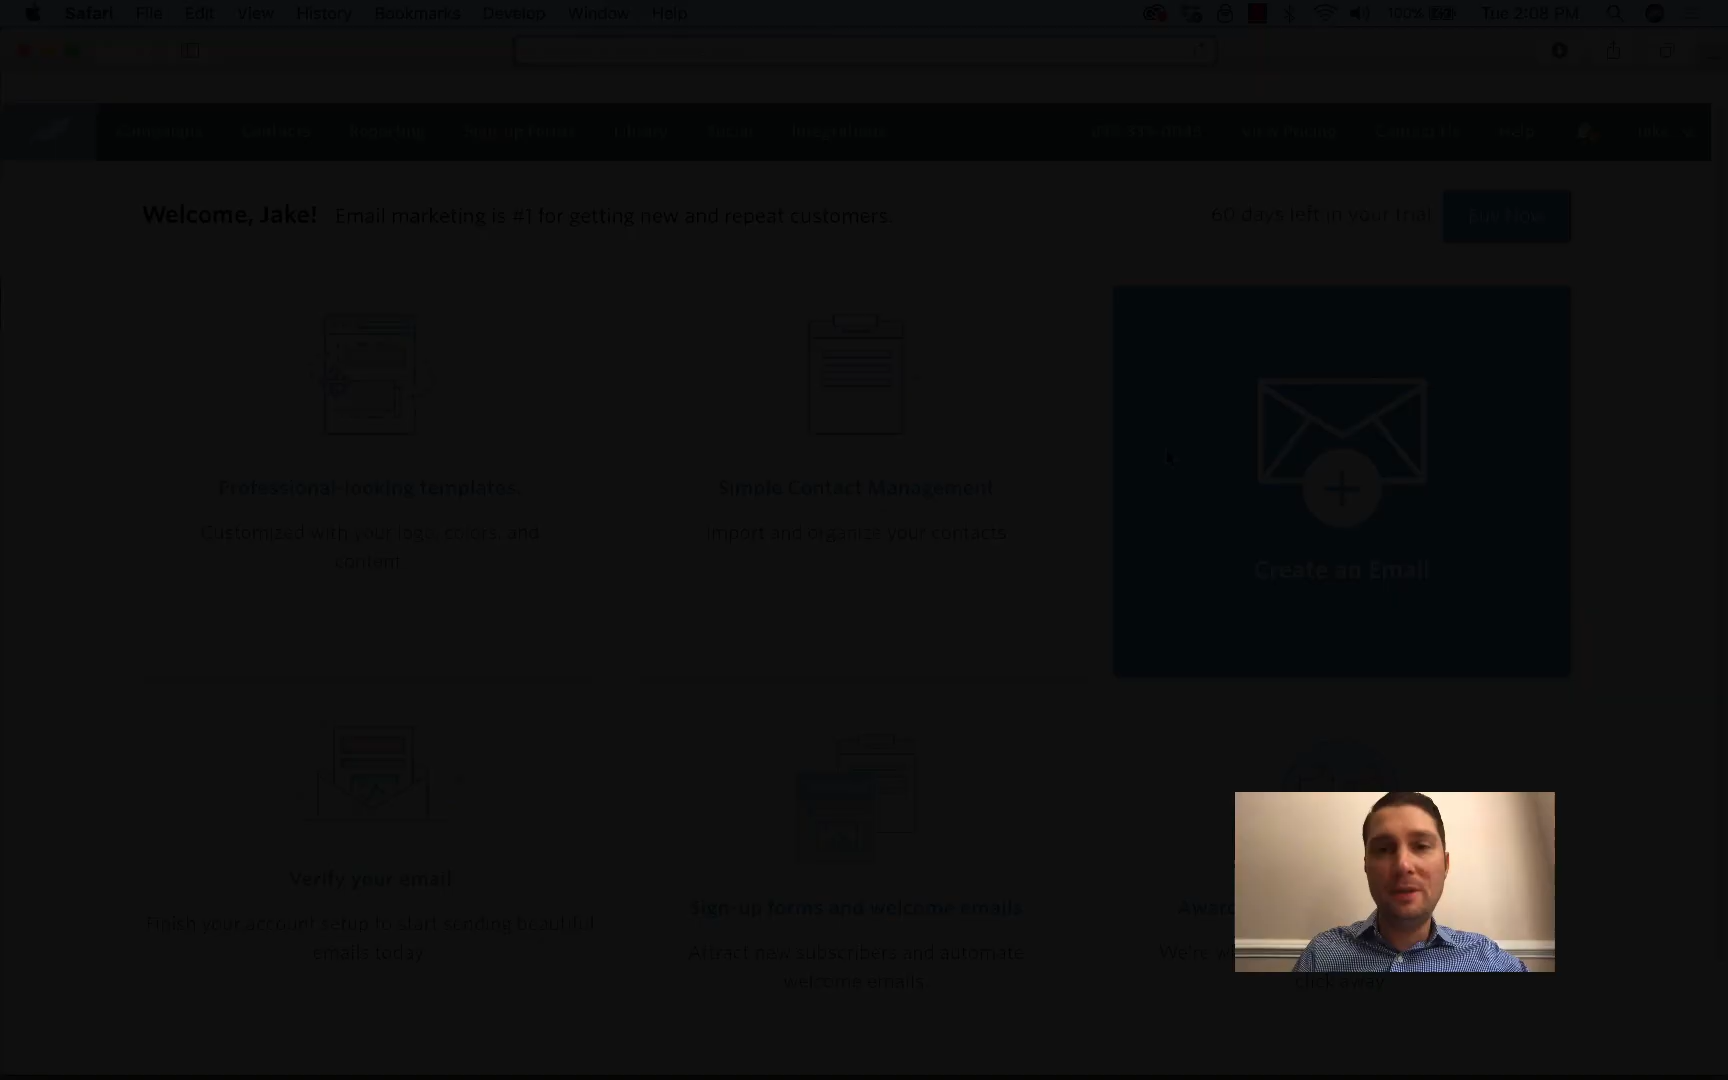 Safari File Edit View History Bookmarks Develop Window Help 100% Tue 2:08 PM
Campaigns Contacts Reporting Sign-up Forms Library Social Integrations View Pricing Contact Us Help Jake
Welcome, Jake! Email marketing is #1 for getting new and repeat customers. 60 days left in your trial Buy Now
Professional-looking templates.
Customized with your logo, colors, and
content.
Simple Contact Management
Import and organize your contacts
Create an Email
Verify your email
Finish your account setup to start sending beautiful
emails today
Sign-up forms and welcome emails
Attract new subscribers and automate
welcome emails
click away